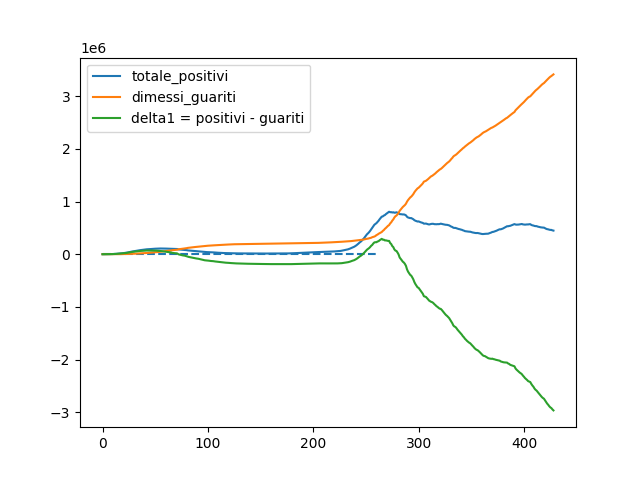 1e6
totale_positivi
dimessi_guariti
delta1 = positivi - guariti
3
2
1
0
−1
−2
−3
0 100 200 300 400